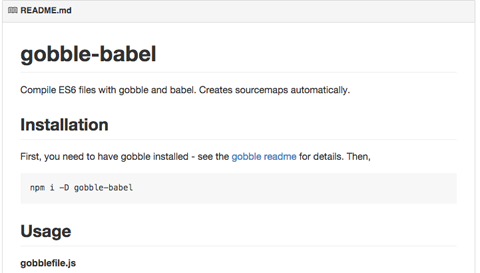 README.md
gobble-babel
Compile ES6 files with gobble and babel. Creates sourcemaps automatically.
Installation
First, you need to have gobble installed - see the gobble readme for details. Then,
npm i -D gobble-babel
Usage
gobblefile.js